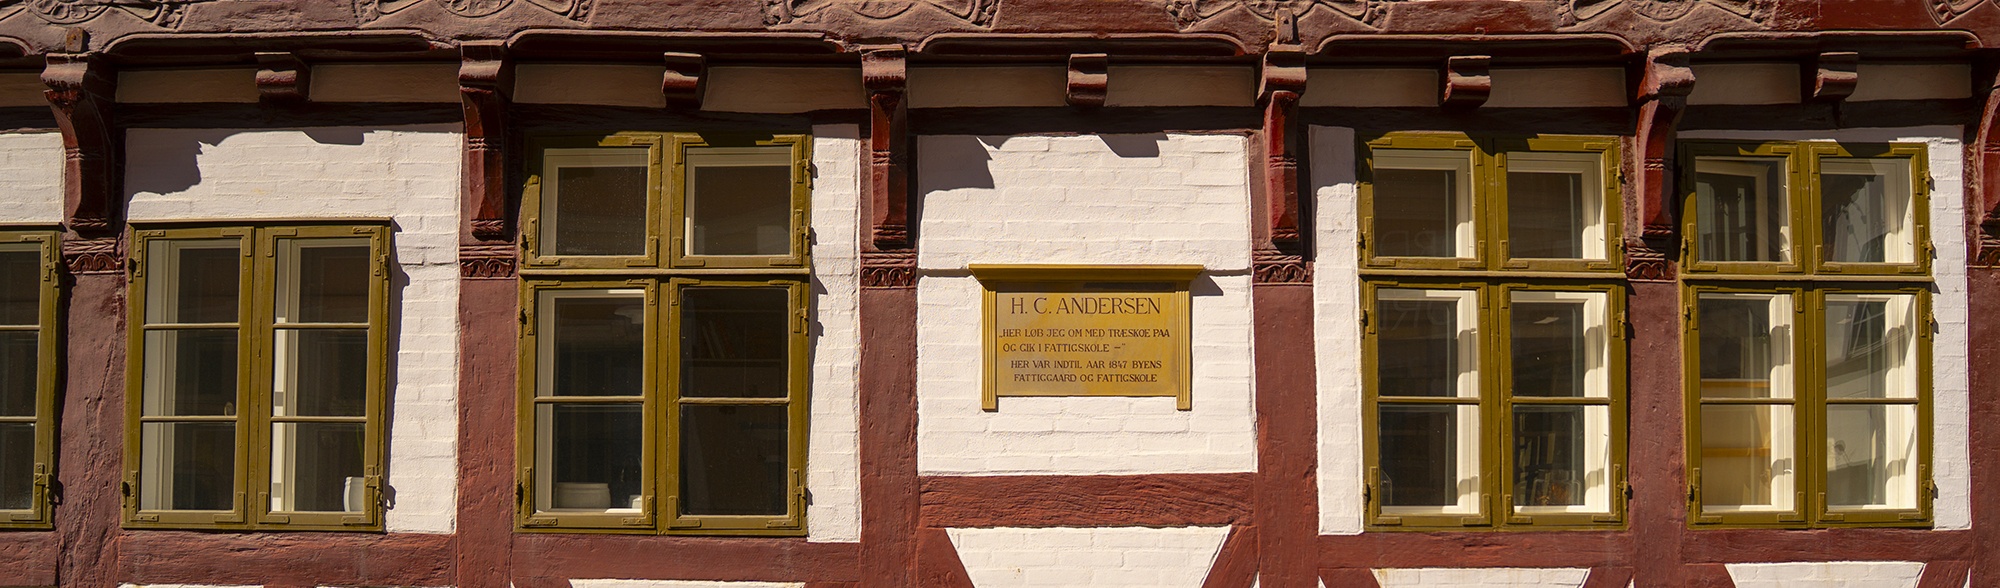 H. C. ANDERSEN
„HER LØB JEG OM MED TRÆSKOE PAA
OG GIK I FATTIGSKOLE —"
HER VAR INDTIL AAR 1847 BYENS
FATTIGGAARD OG FATTIGSKOLE